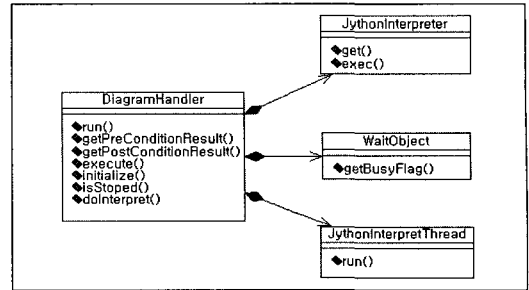 JythonInterpreter
get()
exec()
DiagramHandler
run()
getPreConditionResult()
getPostConditionResult()
execute()
initialize()
isStoped()
doInterpret()
WaitObject
getBusyFlag()
JythonInterpretThread
run()